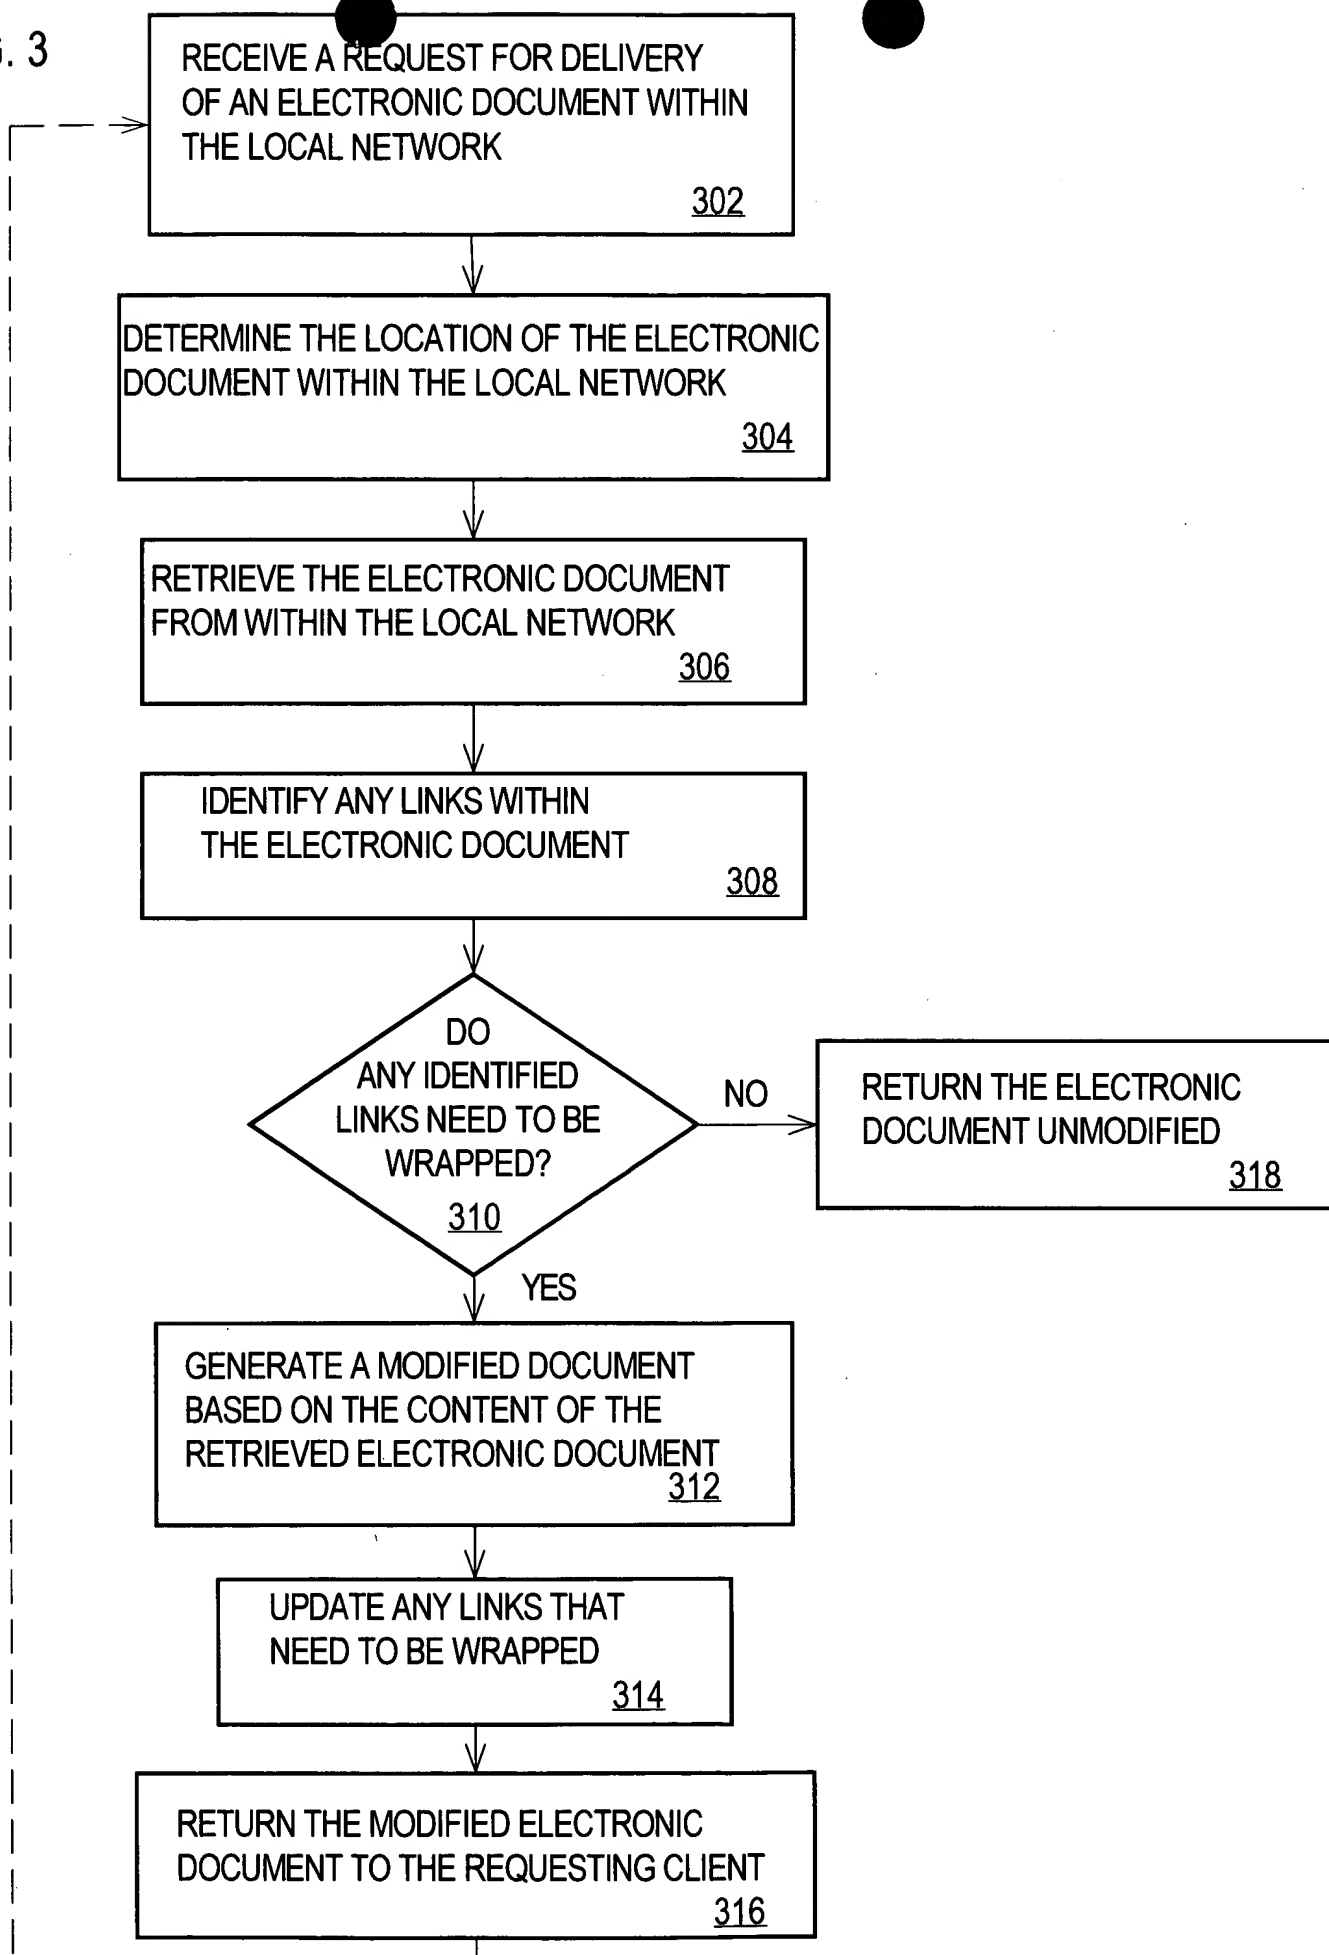 . 3
RECEIVE A REQUEST FOR DELIVERY
OF AN ELECTRONIC DOCUMENT WITHIN
THE LOCAL NETWORK
302
DETERMINE THE LOCATION OF THE ELECTRONIC
DOCUMENT WITHIN THE LOCAL NETWORK
304
RETRIEVE THE ELECTRONIC DOCUMENT
FROM WITHIN THE LOCAL NETWORK
306
IDENTIFY ANY LINKS WITHIN
THE ELECTRONIC DOCUMENT
308
DO
ANY IDENTIFIED
LINKS NEED TO BE
WRAPPED?
310
NO
RETURN THE ELECTRONIC
DOCUMENT UNMODIFIED
318
YES
GENERATE A MODIFIED DOCUMENT
BASED ON THE CONTENT OF THE
RETRIEVED ELECTRONIC DOCUMENT
312
UPDATE ANY LINKS THAT
NEED TO BE WRAPPED
314
RETURN THE MODIFIED ELECTRONIC
DOCUMENT TO THE REQUESTING CLIENT
316